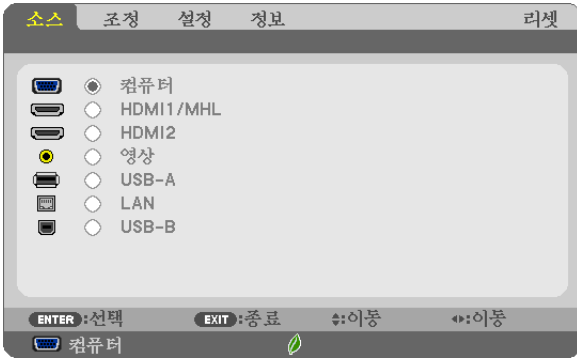 소스 조정 설정 정보 리셋
컴퓨터
HDMI1/MHL
HDMI2
영상
USB-A
LAN
USB-B
ENTER:선택 EXIT:종료 :이동 :이동
컴퓨터